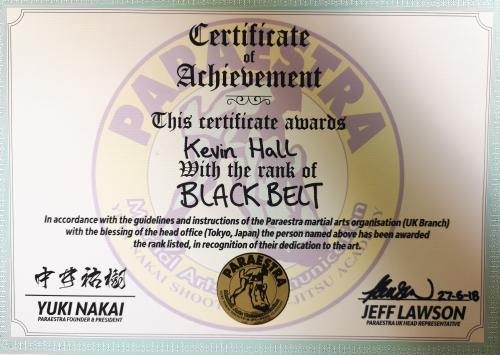 Certificate
of
Achievement
This certificate awards
Kevin Hall
With the rank of
BLACK BELT
In accordance with the guidelines and instructions of the Paraestra martial arts organisation (UK Branch)
with the blessing of the head office (Tokyo, Japan) the person named above has been awarded
the rank listed, in recognition of their dedication to the art.
PARAESTRA
中井祐樹
YUKI NAKAI
PARAESTRA FOUNDER & PRESIDENT
PARAESTRA
27-6-18
JEFF LAWSON
PARAESTRA UK HEAD REPRESENTATIVE